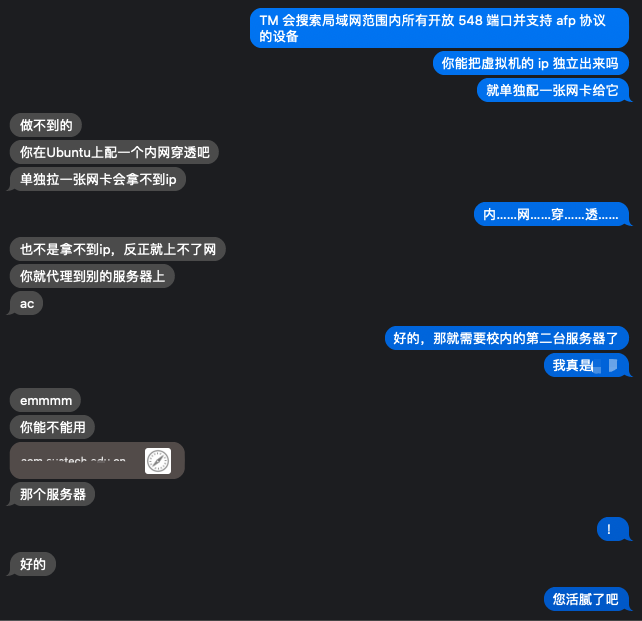 TM 会搜索局域网范围内所有开放 548 端口并支持 afp 协议
的设备
你能把虚拟机的 ip 独立出来吗
就单独配一张网卡给它
做不到的
你在Ubuntu上配一个内网穿透吧
单独拉一张网卡会拿不到ip
内……网……穿……透……
也不是拿不到ip，反正就上不了网
你就代理到别的服务器上
ac
好的，那就需要校内的第二台服务器了
我真是
emmmm
你能不能用
那个服务器
！
好的
您活腻了吧